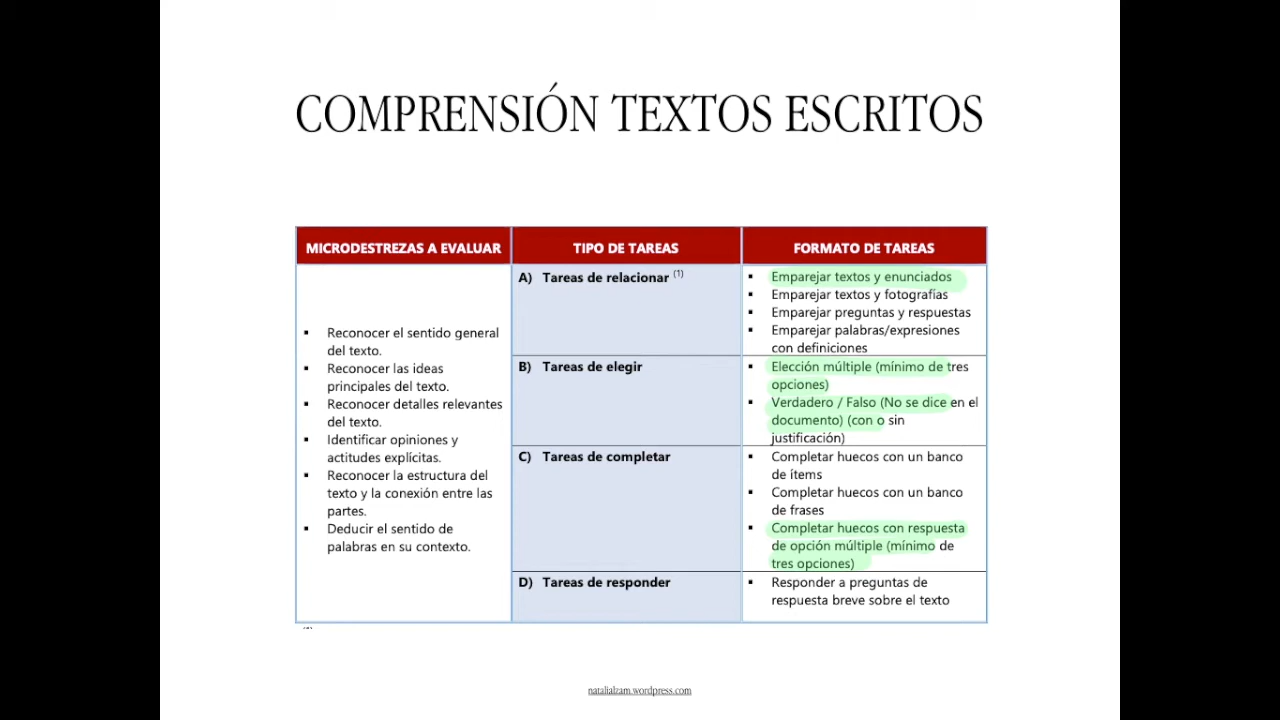 COMPRENSIÓN TEXTOS ESCRITOS
MICRODESTREZAS A EVALUAR
TIPO DE TAREAS
FORMATO DE TAREAS
▪ Reconocer el sentido general
del texto.
▪ Reconocer las ideas
principales del texto.
▪ Reconocer detalles relevantes
del texto.
▪ Identificar opiniones y
actitudes explícitas.
▪ Reconocer la estructura del
texto y la conexión entre las
partes.
▪ Deducir el sentido de
palabras en su contexto.
A) Tareas de relacionar (1)
▪ Emparejar textos y enunciados
▪ Emparejar textos y fotografías
▪ Emparejar preguntas y respuestas
▪ Emparejar palabras/expresiones
con definiciones
B) Tareas de elegir
▪ Elección múltiple (mínimo de tres
opciones)
▪ Verdadero / Falso (No se dice en el
documento) (con o sin
justificación)
C) Tareas de completar
▪ Completar huecos con un banco
de ítems
▪ Completar huecos con un banco
de frases
▪ Completar huecos con respuesta
de opción múltiple (mínimo de
tres opciones)
D) Tareas de responder
▪ Responder a preguntas de
respuesta breve sobre el texto
natalialzam.wordpress.com